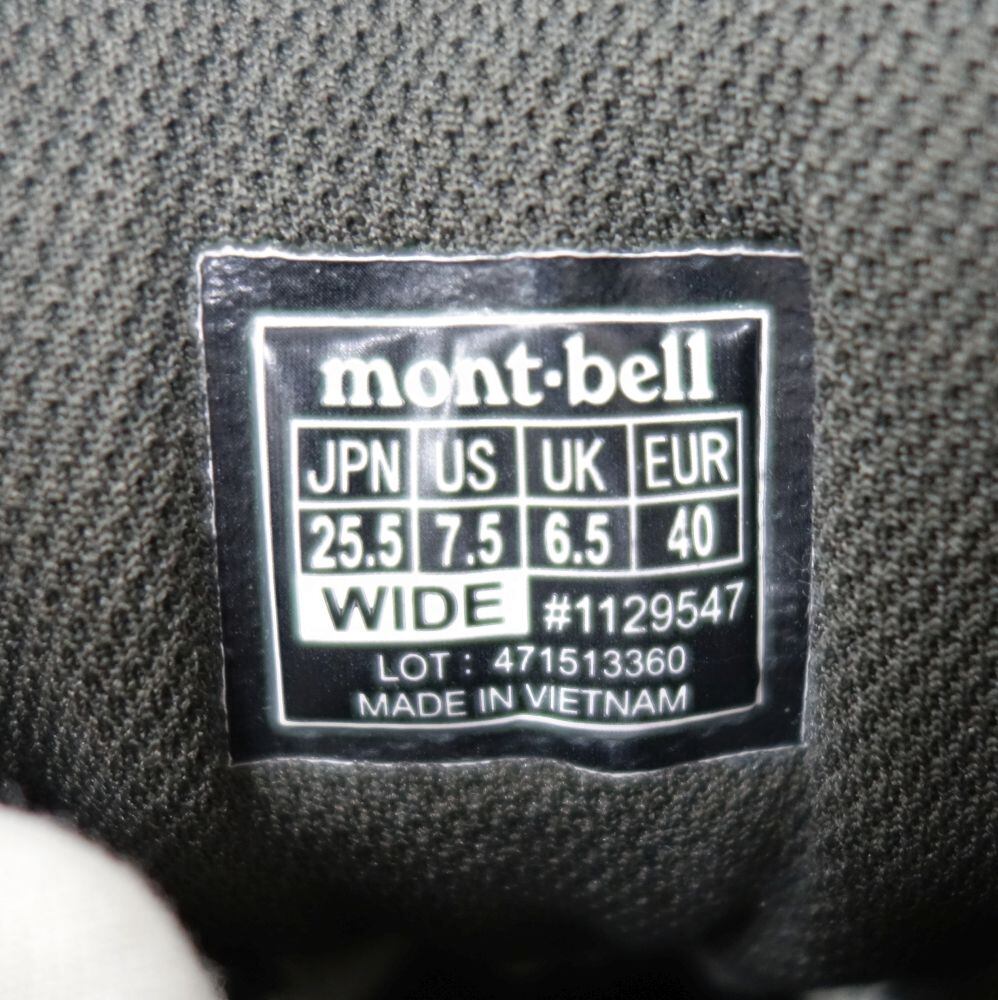 mont·bell
JPN US UK EUR
25.5 7.5 6.5 40
WIDE #1129547
LOT : 471513360
MADE IN VIETNAM